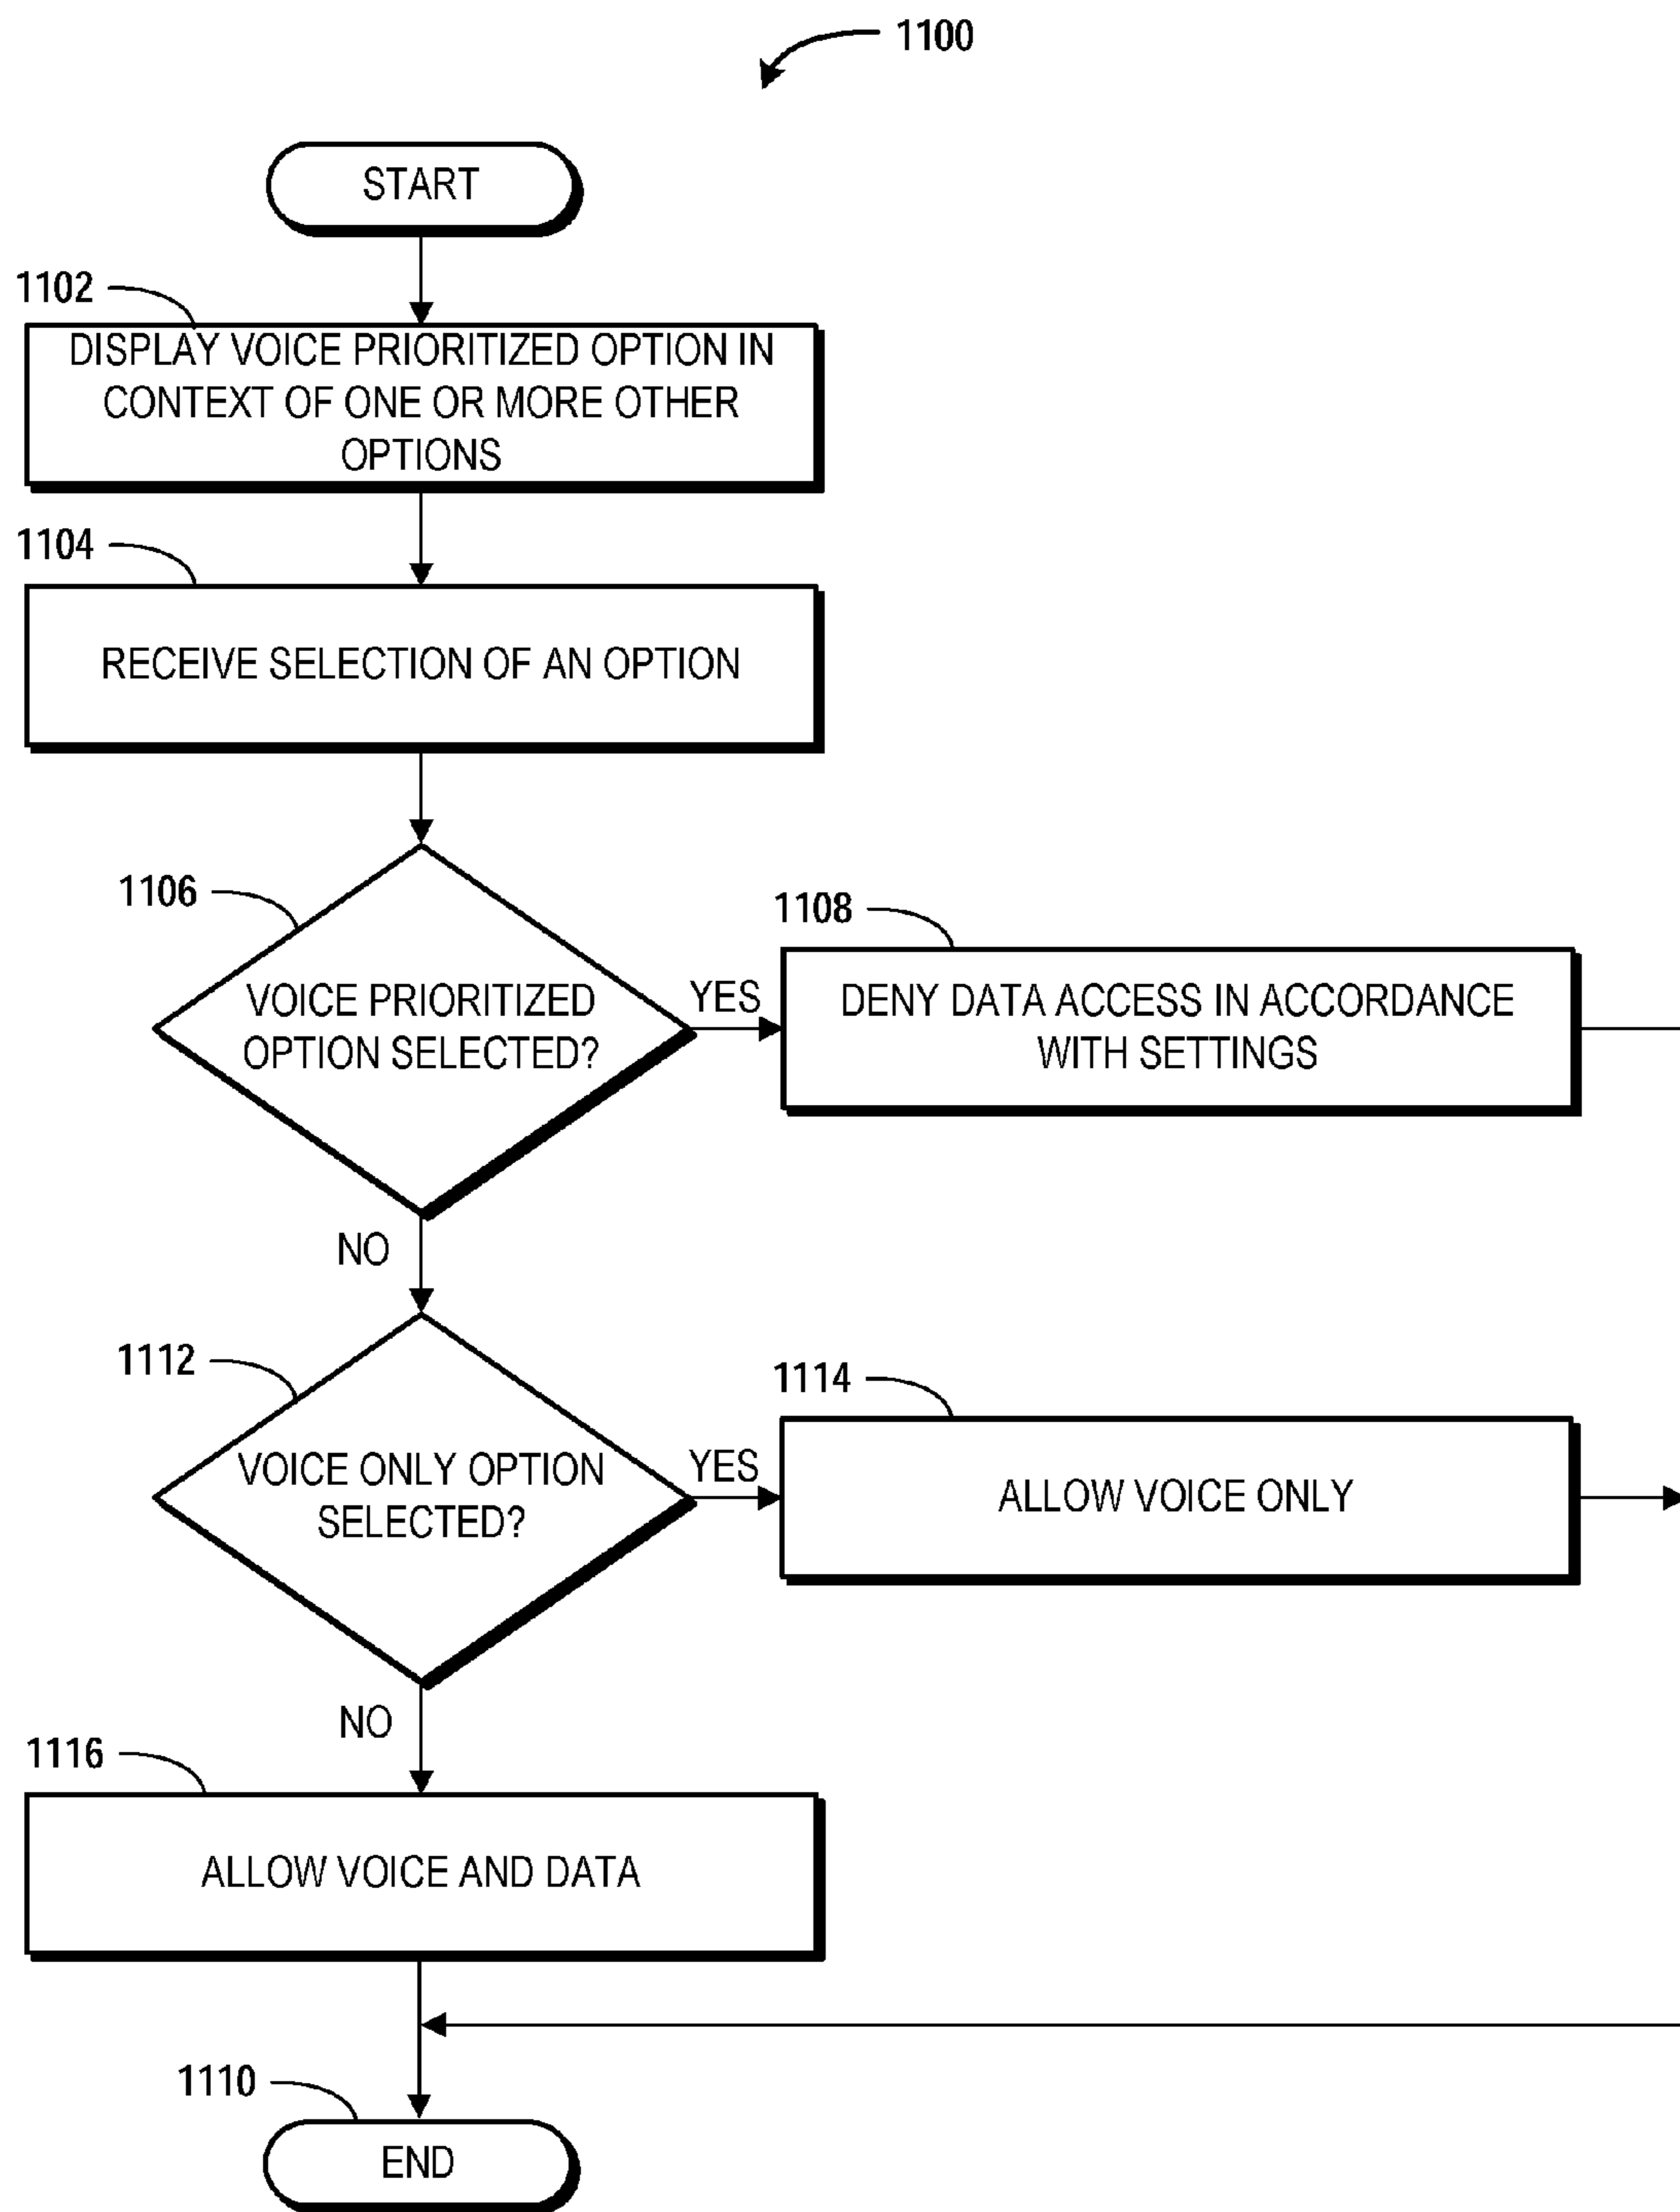 1100
START
1102
DISPLAY VOICE PRIORITIZED OPTION IN
CONTEXT OF ONE OR MORE OTHER
OPTIONS
1104
RECEIVE SELECTION OF AN OPTION
1106
VOICE PRIORITIZED
OPTION SELECTED?
YES
1108
DENY DATA ACCESS IN ACCORDANCE
WITH SETTINGS
NO
1112
VOICE ONLY OPTION
SELECTED?
YES
1114
ALLOW VOICE ONLY
NO
1116
ALLOW VOICE AND DATA
1110
END